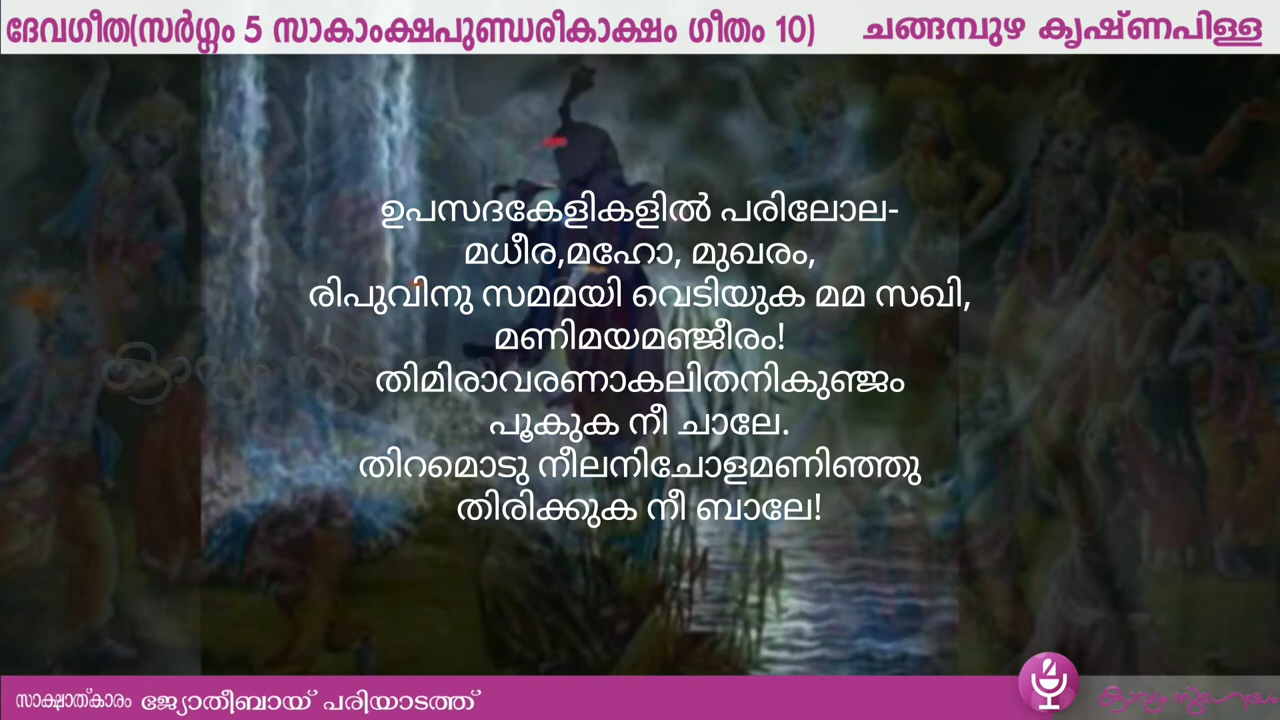 ദേവഗീത(സർഗ്ഗം 5 സാകാംക്ഷപുണ്ഡരീകാക്ഷം ഗീതം 10) ചങ്ങമ്പുഴ കൃഷ്ണപിള്ള
ഉപസദകേളികളിൽ പരിലോല-
മധീര,മഹോ, മുഖരം,
രിപുവിനു സമമയി വെടിയുക മമ സഖി,
മണിമയമഞ്ജീരം!
തിമിരാവരണാകലിതനികുഞ്ജം
പൂകുക നീ ചാലേ.
തിറമൊടു നീലനിചോളമണിഞ്ഞു
തിരിക്കുക നീ ബാലേ!
സാക്ഷാത്കാരം ജ്യോതീബായ് പരിയാടത്ത്